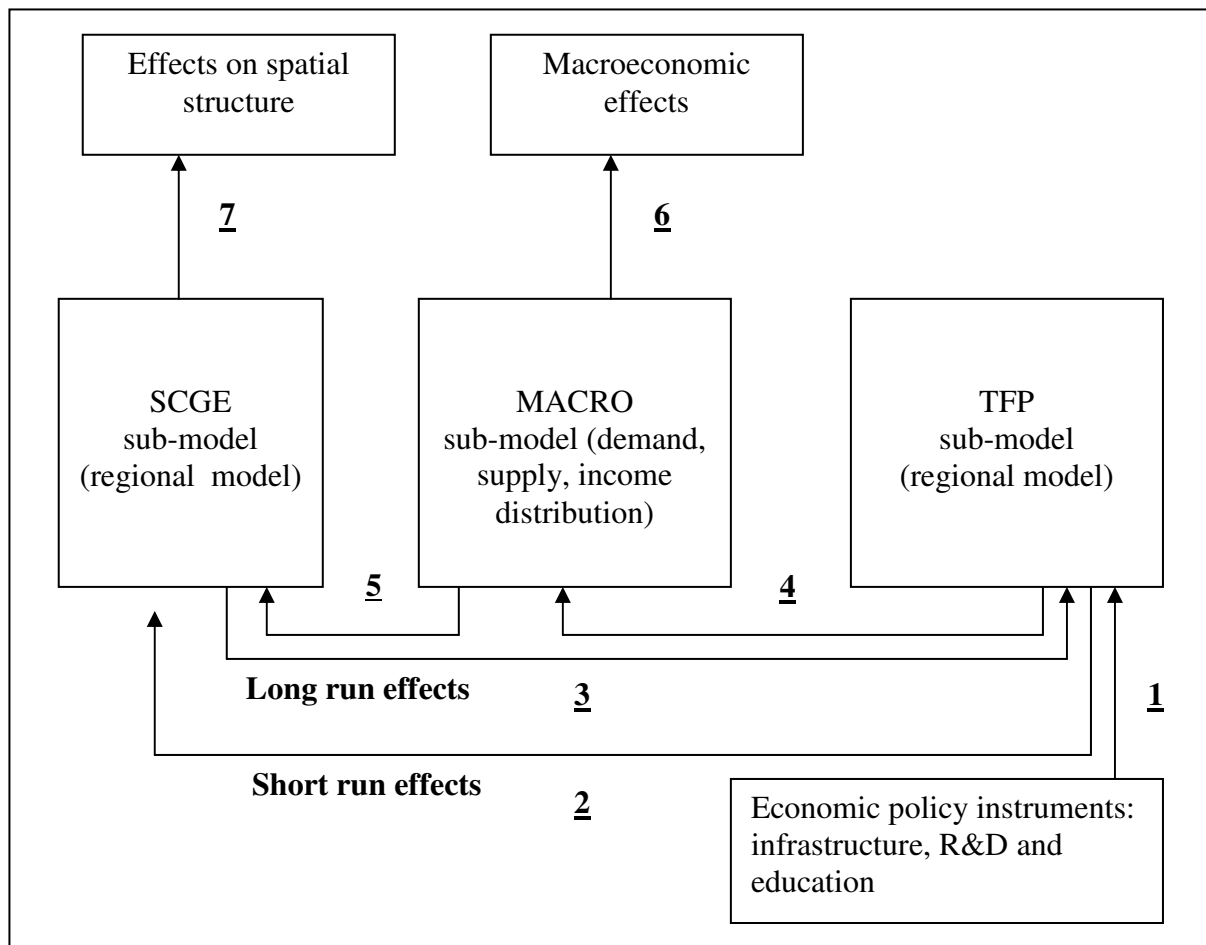 Effects on spatial
structure
Macroeconomic
effects
7
6
SCGE
sub-model
(regional model)
MACRO
sub-model (demand,
supply, income
distribution)
TFP
sub-model
(regional model)
5
4
Long run effects
3
1
Short run effects
2
Economic policy instruments:
infrastructure, R&D and
education